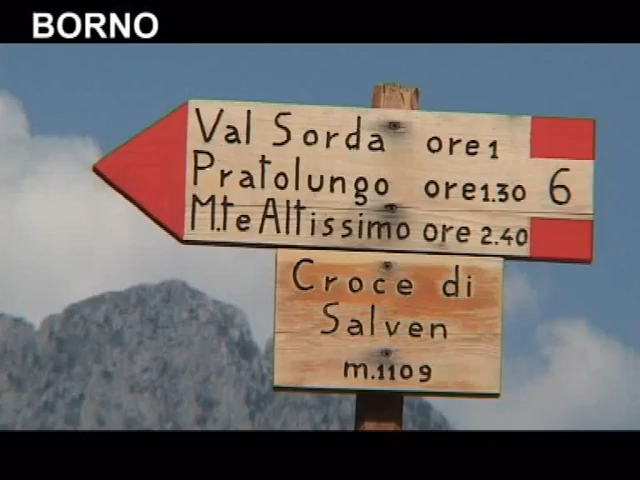 BORNO
Val Sorda ore 1
Pratolungo ore 1.30 6
M.te Altissimo ore 2.40
Croce di
Salven
m.1109